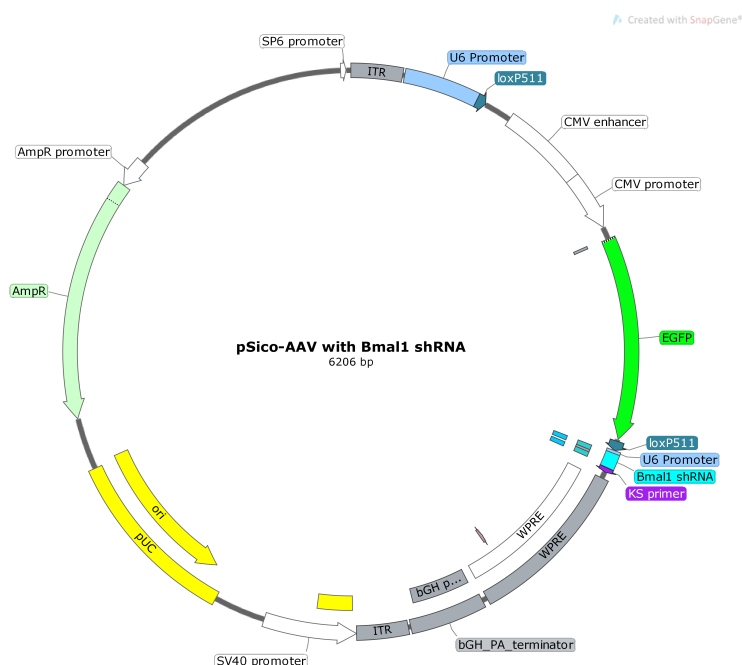 Created with SnapGene®
SP6 promoter
ITR
U6 Promoter
loxP511
CMV enhancer
CMV promoter
AmpR promoter
AmpR
EGFP
pSico-AAV with Bmal1 shRNA
6206 bp
loxP511
U6 Promoter
Bmal1 shRNA
KS primer
ori
pUC
WPRE
WPRE
bGH p...
ITR
bGH_PA_terminator
SV40 promoter